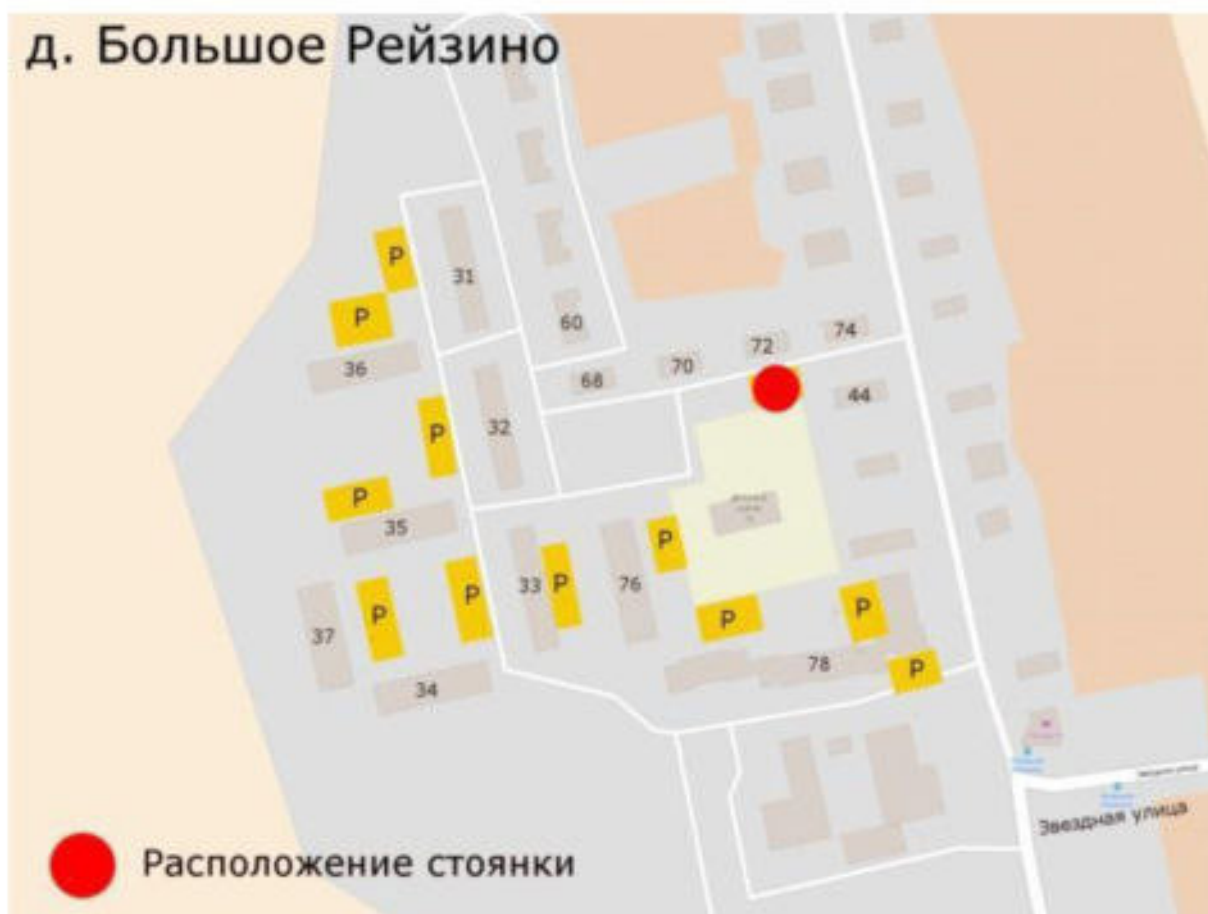 д. Большое Рейзино
P
31
P
60
74
72
70
36
68
44
P
32
P
35
P
33
P
76
P
P
P
P
37
P
78
P
34
Звездная улица
Расположение стоянки